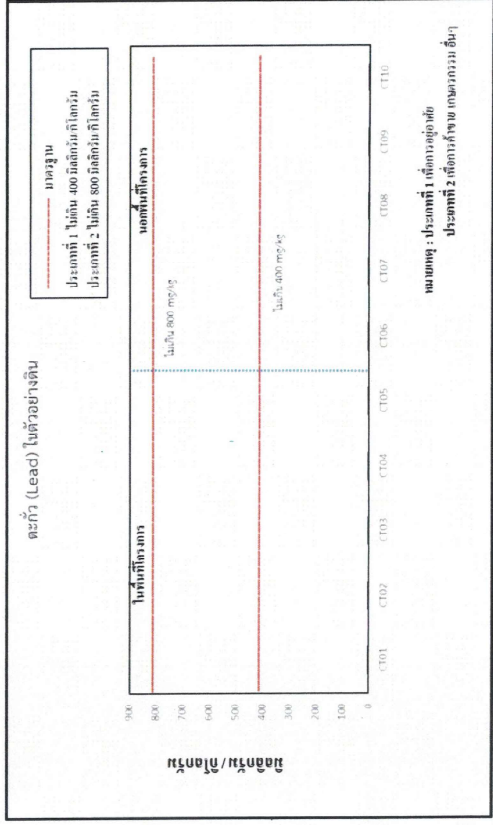 ตะกั่ว (Lead) ในตัวอย่างดิน
มาตรฐาน
ประเภทที่ 1 ไม่เกิน 400 มิลลิกรัม/กิโลกรัม
ประเภทที่ 2 ไม่เกิน 800 มิลลิกรัม/กิโลกรัม
มิลลิกรัม/กิโลกรัม
900
800
700
600
500
400
300
200
100
0
ในพื้นที่โครงการ
นอกพื้นที่โครงการ
ไม่เกิน 800 mg/kg
ไม่เกิน 400 mg/kg
CT01 CT02 CT03 CT04 CT05 CT06 CT07 CT08 CT09 CT10
หมายเหตุ : ประเภทที่ 1 เพื่อการอยู่อาศัย
ประเภทที่ 2 เพื่อการค้าขาย เกษตรกรรม อื่นๆ